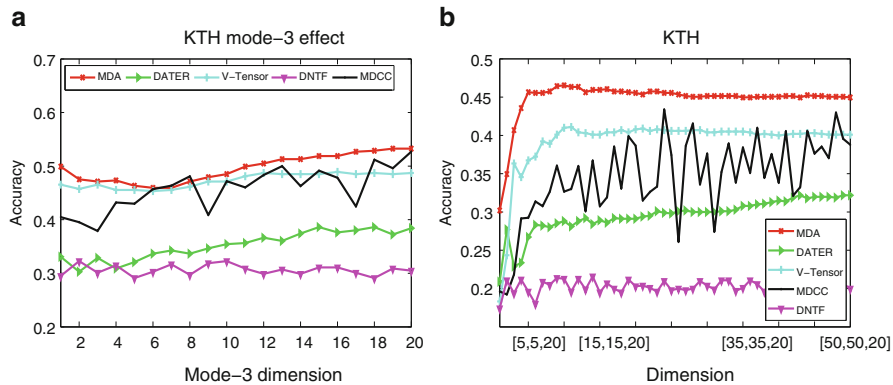 a
KTH mode-3 effect
0.7
0.6
0.5
0.4
0.3
0.2
Accuracy
MDA DATER V-Tensor DNTF MDCC
2 4 6 8 10 12 14 16 18 20
Mode-3 dimension
b
KTH
0.5
0.45
0.4
0.35
0.3
0.25
0.2
Accuracy
MDA
DATER
V-Tensor
MDCC
DNTF
[5,5,20] [15,15,20] [35,35,20] [50,50,20]
Dimension